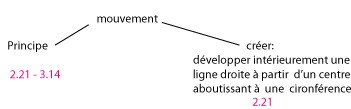 mouvement
Principe
2.21 - 3.14
créer:
développer intérieurement une
ligne droite à partir d'un centre
aboutissant à une cironférence
2.21